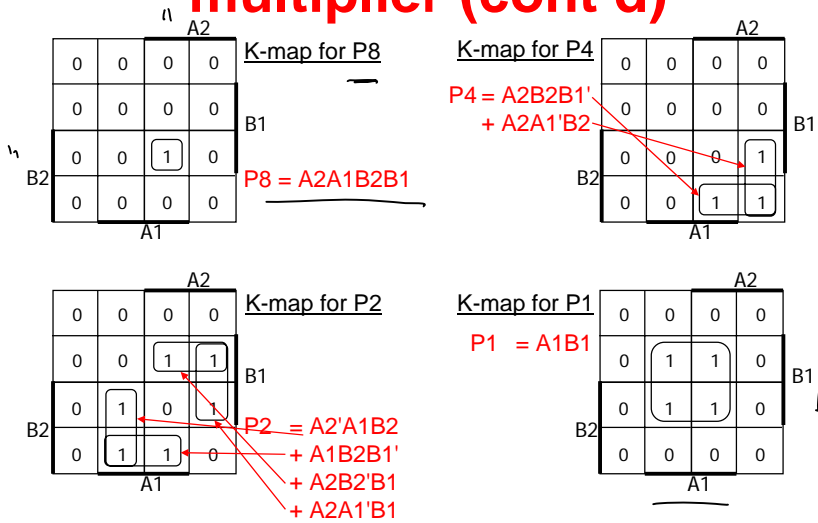 multiplier (cont'd)
11
A2
K-map for P8
0 0 0 0
0 0 0 0
0 0 1 0
0 0 0 0
B1
B2
A1
P8 = A2A1B2B1
A2
K-map for P4
0 0 0 0
0 0 0 0
0 0 0 1
0 0 1 1
B1
B2
A1
P4 = A2B2B1'
+ A2A1'B2
A2
K-map for P2
0 0 0 0
0 0 1 1
0 1 0 1
0 1 1 0
B1
B2
A1
P2 = A2'A1B2
+ A1B2B1'
+ A2B2'B1
+ A2A1'B1
A2
K-map for P1
0 0 0 0
0 1 1 0
0 1 1 0
0 0 0 0
B1
B2
A1
P1 = A1B1